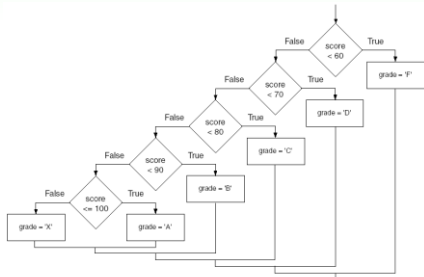 False
score
< 60
True
grade = 'F'
False
score
< 70
True
grade = 'D'
False
score
< 80
True
grade = 'C'
False
score
< 90
True
grade = 'B'
False
score
<= 100
True
grade = 'X'
grade = 'A'